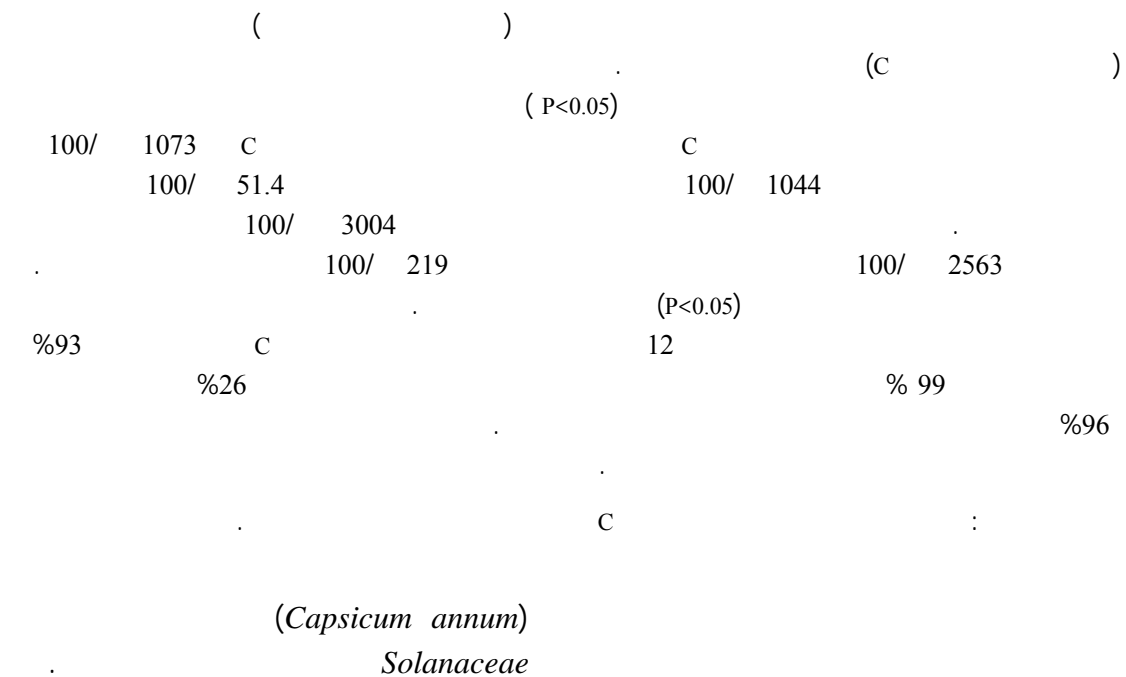 ( )
. (C )
( P<0.05)
100/ 1073 C C
100/ 51.4 100/ 1044
100/ 3004 .
. 100/ 219 100/ 2563
. (P<0.05)
%93 C 12
%26 % 99
. %96
.
. C :
(Capsicum annum)
. Solanaceae